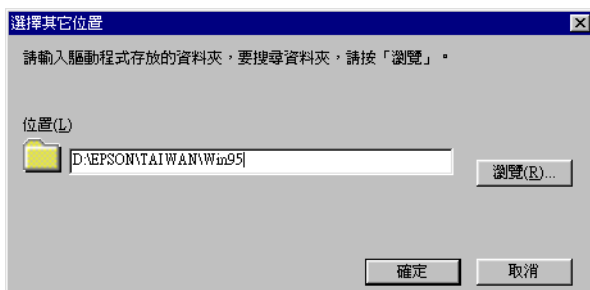 選擇其它位置
請輸入驅動程式存放的資料夾，要搜尋資料夾，請按「瀏覽」。
位置(L)
D:\EPSON\TAIWAN\Win95
瀏覽(R)...
確定
取消